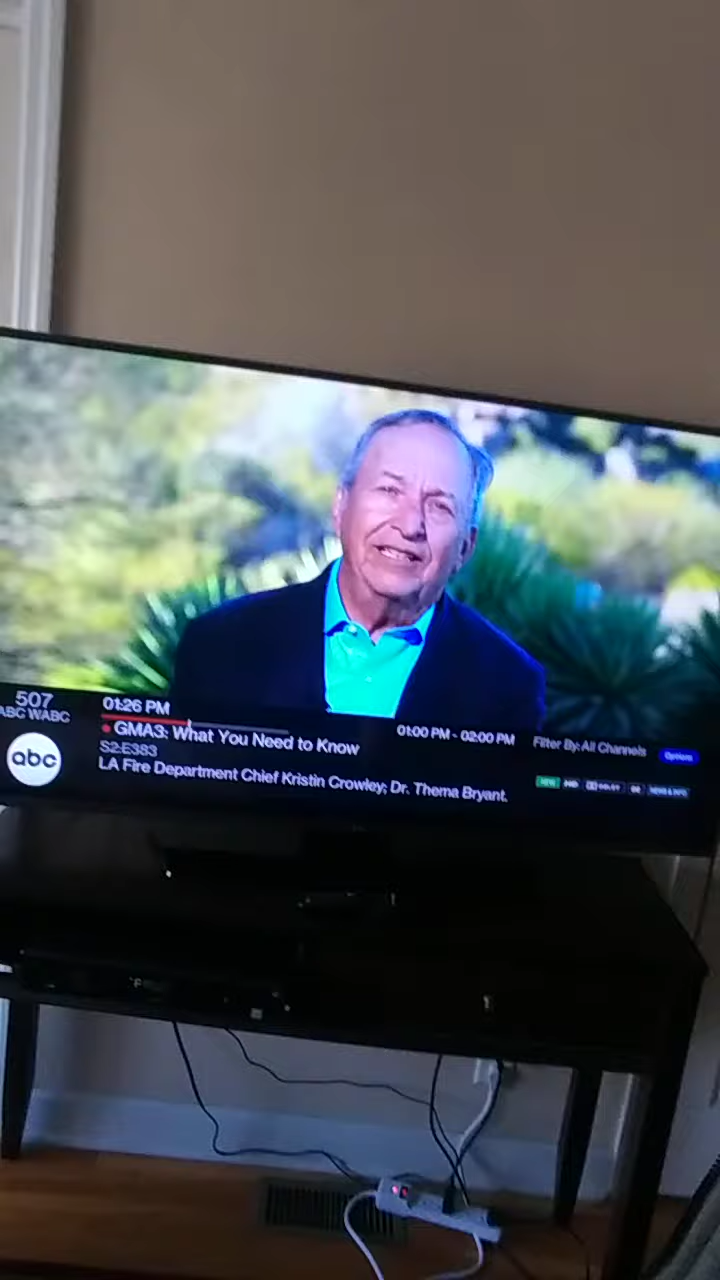 507
ABC WABC
abc
01:26 PM
GMA3: What You Need to Know
S2:E383
LA Fire Department Chief Kristin Crowley; Dr. Thema Bryant.
01:00 PM - 02:00 PM
Filter By: All Channels
Options
NEW